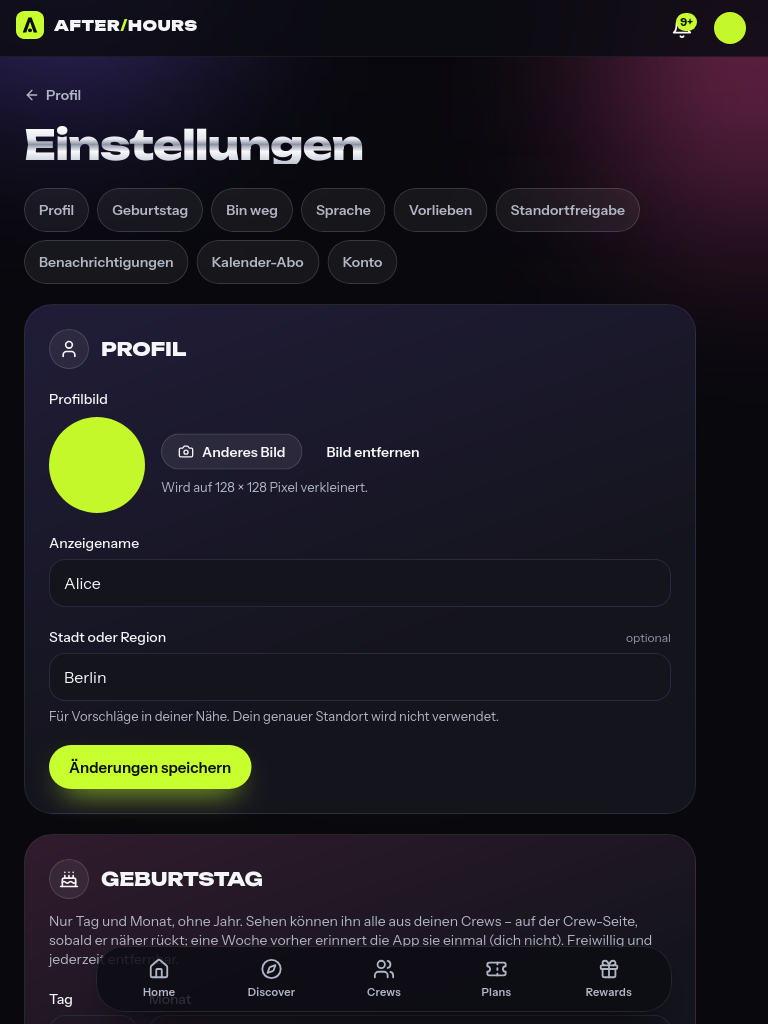 AFTER/HOURS
9+
Profil
Einstellungen
Profil
Geburtstag
Bin weg
Sprache
Vorlieben
Standortfreigabe
Benachrichtigungen
Kalender-Abo
Konto
PROFIL
Profilbild
Anderes Bild
Bild entfernen
Wird auf 128 × 128 Pixel verkleinert.
Anzeigename
Alice
Stadt oder Region
optional
Berlin
Für Vorschläge in deiner Nähe. Dein genauer Standort wird nicht verwendet.
Änderungen speichern
GEBURTSTAG
Nur Tag und Monat, ohne Jahr. Sehen können ihn alle aus deinen Crews – auf der Crew-Seite,
sobald er näher rückt; eine Woche vorher erinnert die App sie einmal (dich nicht). Freiwillig und
jederzeit entfernbar.
Tag
Monat
Home
Discover
Crews
Plans
Rewards